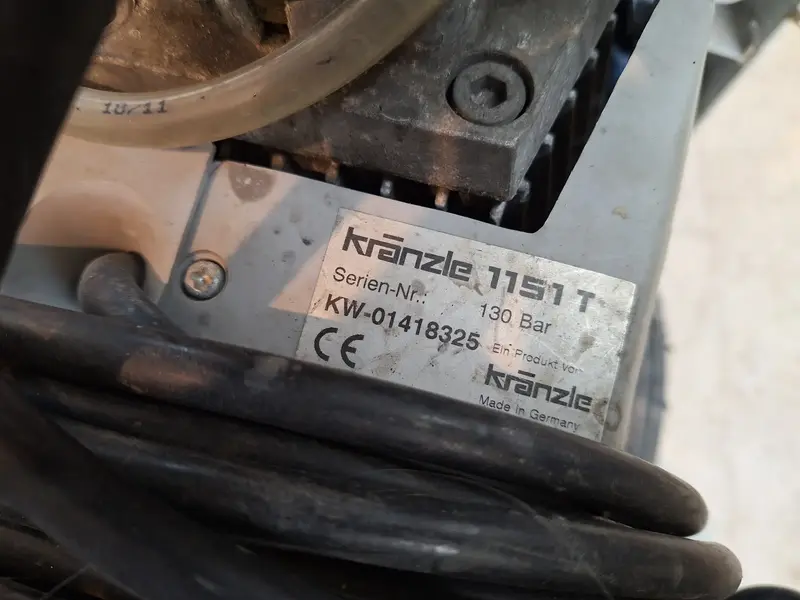 18/11
kränzle 1151 T
Serien-Nr.: 130 Bar
KW-01418325
CE Ein Produkt von
kränzle
Made in Germany